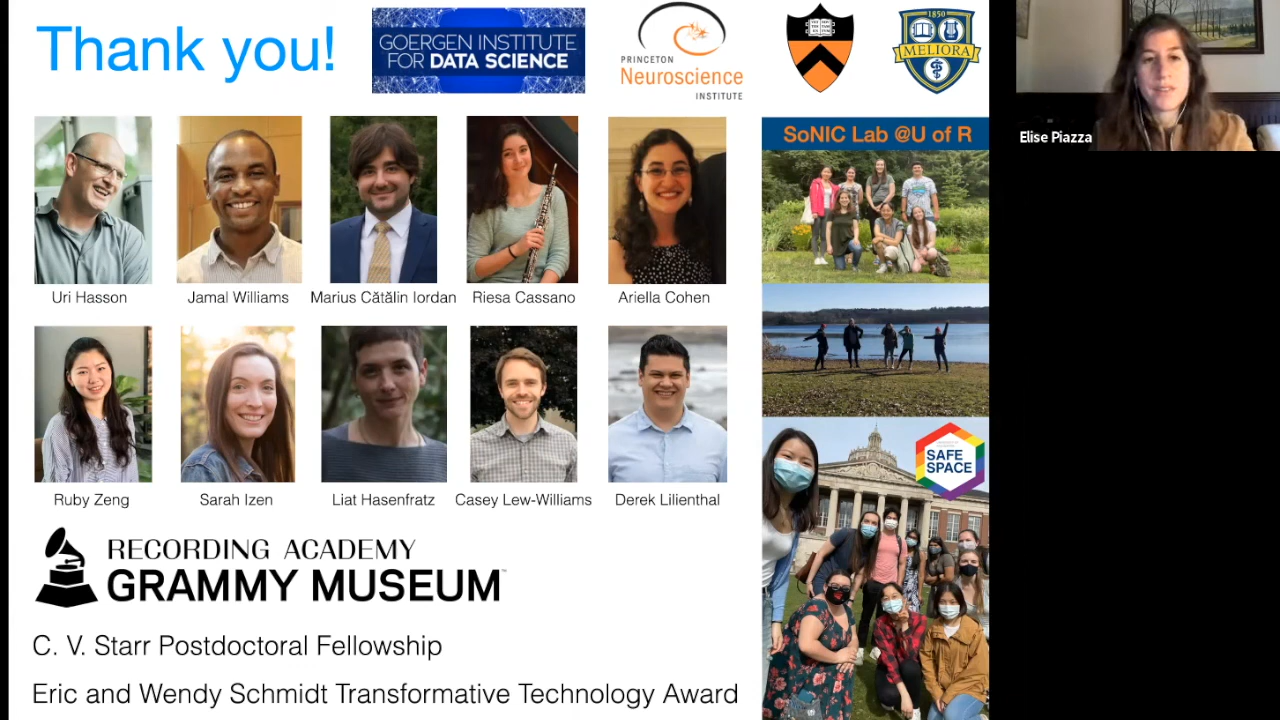 Thank you!
GOERGEN INSTITUTE
FOR DATA SCIENCE
PRINCETON
Neuroscience
INSTITUTE
1850
MELIORA
Elise Piazza
SoNIC Lab @U of R
Uri Hasson
Jamal Williams
Marius Cătălin Iordan
Riesa Cassano
Ariella Cohen
Ruby Zeng
Sarah Izen
Liat Hasenfratz
Casey Lew-Williams
Derek Lilienthal
SAFE
SPACE
RECORDING ACADEMY
GRAMMY MUSEUM™
C. V. Starr Postdoctoral Fellowship
Eric and Wendy Schmidt Transformative Technology Award